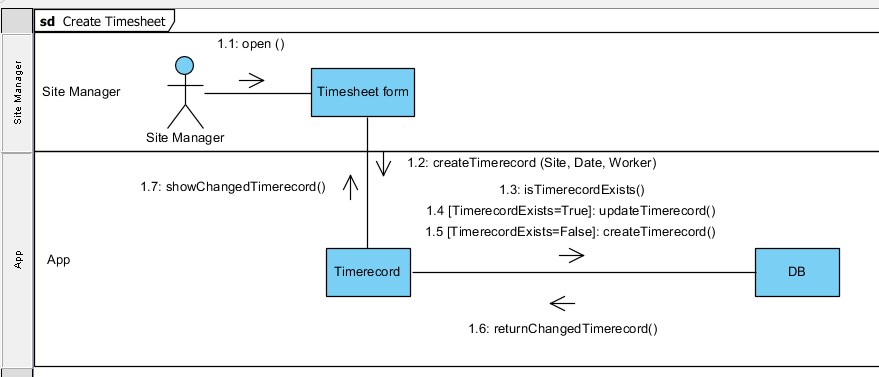 sd Create Timesheet
Site Manager
1.1: open ()
Site Manager
Timesheet form
Site Manager
1.2: createTimerecord (Site, Date, Worker)
1.7: showChangedTimerecord()
1.3: isTimerecordExists()
1.4 [TimerecordExists=True]: updateTimerecord()
1.5 [TimerecordExists=False]: createTimerecord()
App
App
Timerecord
DB
1.6: returnChangedTimerecord()